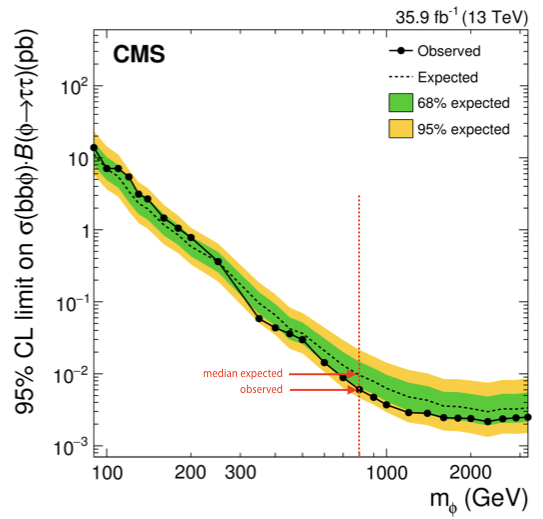 35.9 fb⁻¹ (13 TeV)
CMS
Observed
Expected
68% expected
95% expected
95% CL limit on σ(bbϕ)·B(ϕ→ττ)(pb)
10²
10
1
10⁻¹
10⁻²
10⁻³
median expected
observed
100 200 300 1000 2000
m_ϕ (GeV)